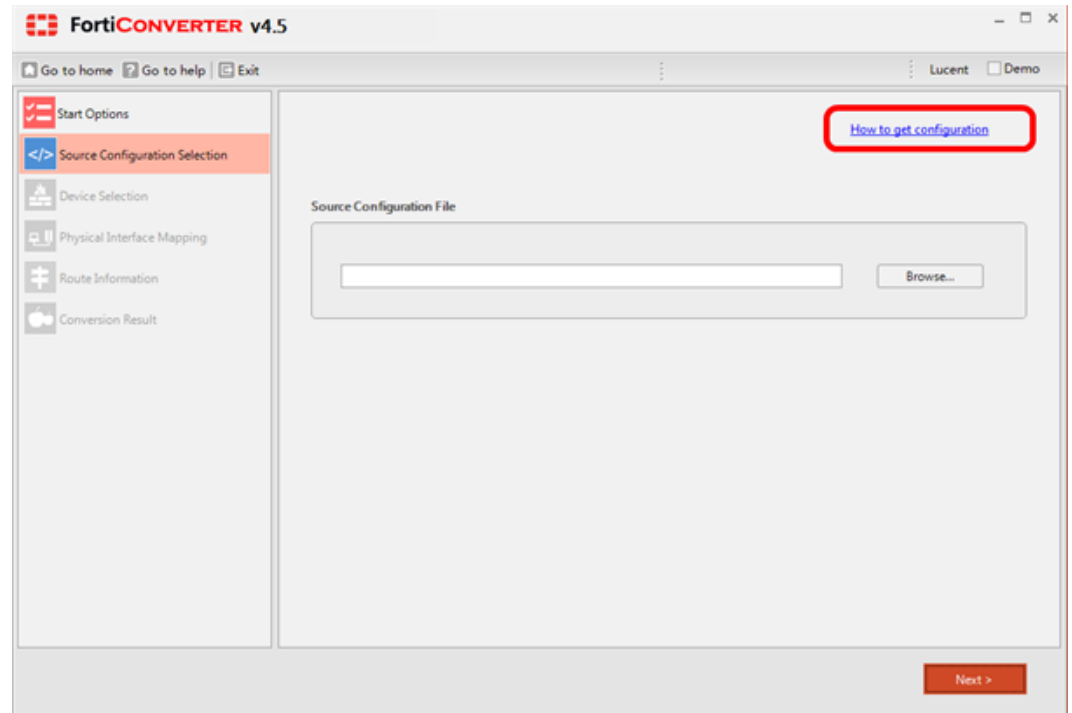 FortiCONVERTER v4.5
Go to home Go to help Exit Lucent Demo
Start Options
How to get configuration
</> Source Configuration Selection
Device Selection
Source Configuration File
Physical Interface Mapping
Route Information
Browse...
Conversion Result
Next >